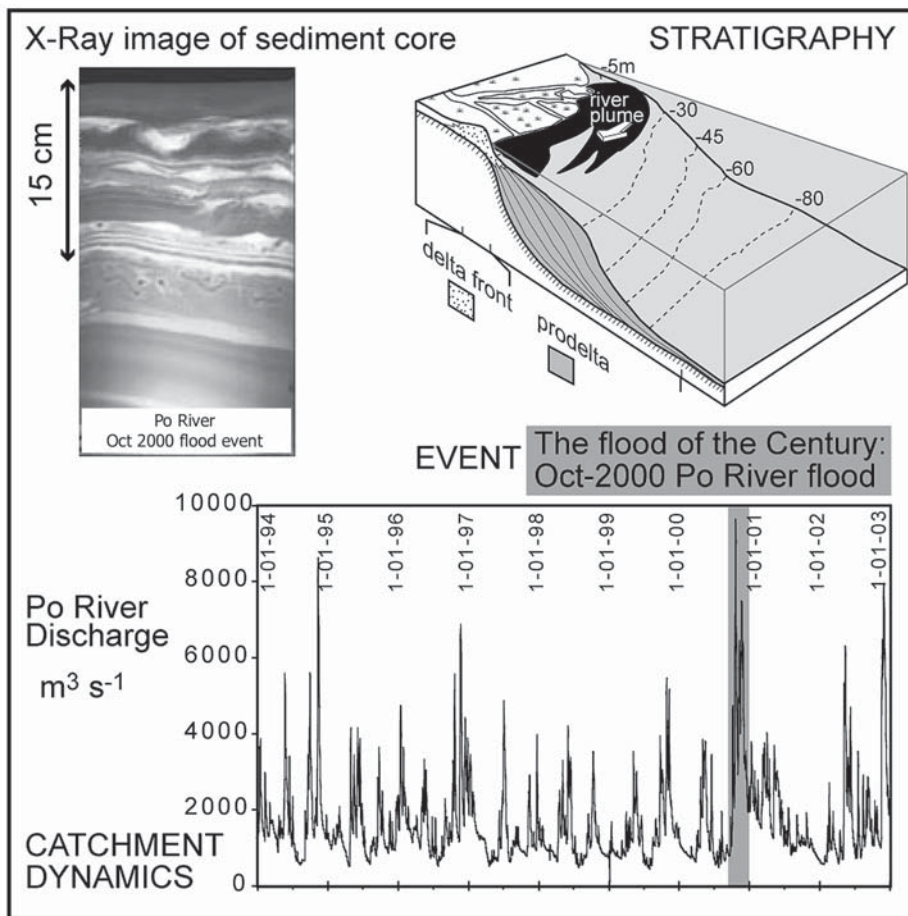 X-Ray image of sediment core
STRATIGRAPHY
15 cm
Po River
Oct 2000 flood event
-5m
river
plume
-30
-45
-60
-80
delta front
prodelta
EVENT
The flood of the Century:
Oct-2000 Po River flood
Po River
Discharge
m³ s⁻¹
10000
8000
6000
4000
2000
0
1-01-94
1-01-95
1-01-96
1-01-97
1-01-98
1-01-99
1-01-00
1-01-01
1-01-02
1-01-03
CATCHMENT
DYNAMICS